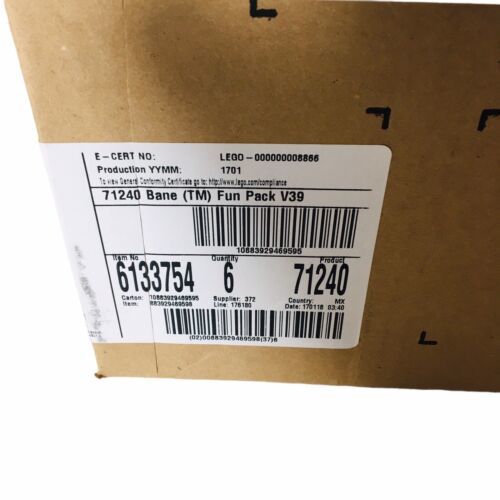 E-CERT NO: LEGO-000000008866
Production YYMM: 1701
To view General Conformity Certificate go to: http://www.lego.com/compliance
71240 Bane (TM) Fun Pack V39
10883929469595
Item No. Quantity Product
6133754 6 71240
Carton: 10883929469595 Supplier: 372 Country: MX
Item: 883929469598 Line: 176180 Date: 170118 03:40
(02)00883929469598(37)6